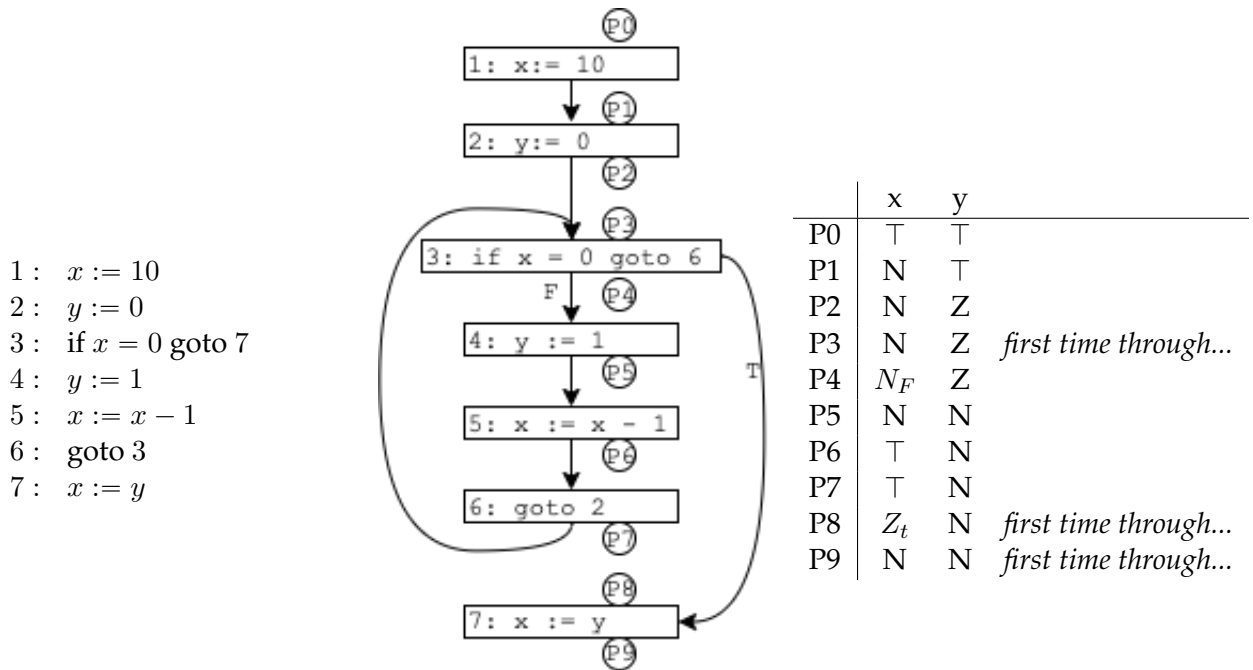 1 : x := 10
2 : y := 0
3 : if x = 0 goto 7
4 : y := 1
5 : x := x − 1
6 : goto 3
7 : x := y
P0
1: x:= 10
P1
2: y:= 0
P2
P3
3: if x = 0 goto 6
F
P4
4: y := 1
P5
T
5: x := x - 1
P6
6: goto 2
P7
P8
7: x := y
P9
x y
P0 ⊤ ⊤
P1 N ⊤
P2 N Z
P3 N Z first time through...
P4 N_F Z
P5 N N
P6 ⊤ N
P7 ⊤ N
P8 Z_t N first time through...
P9 N N first time through...